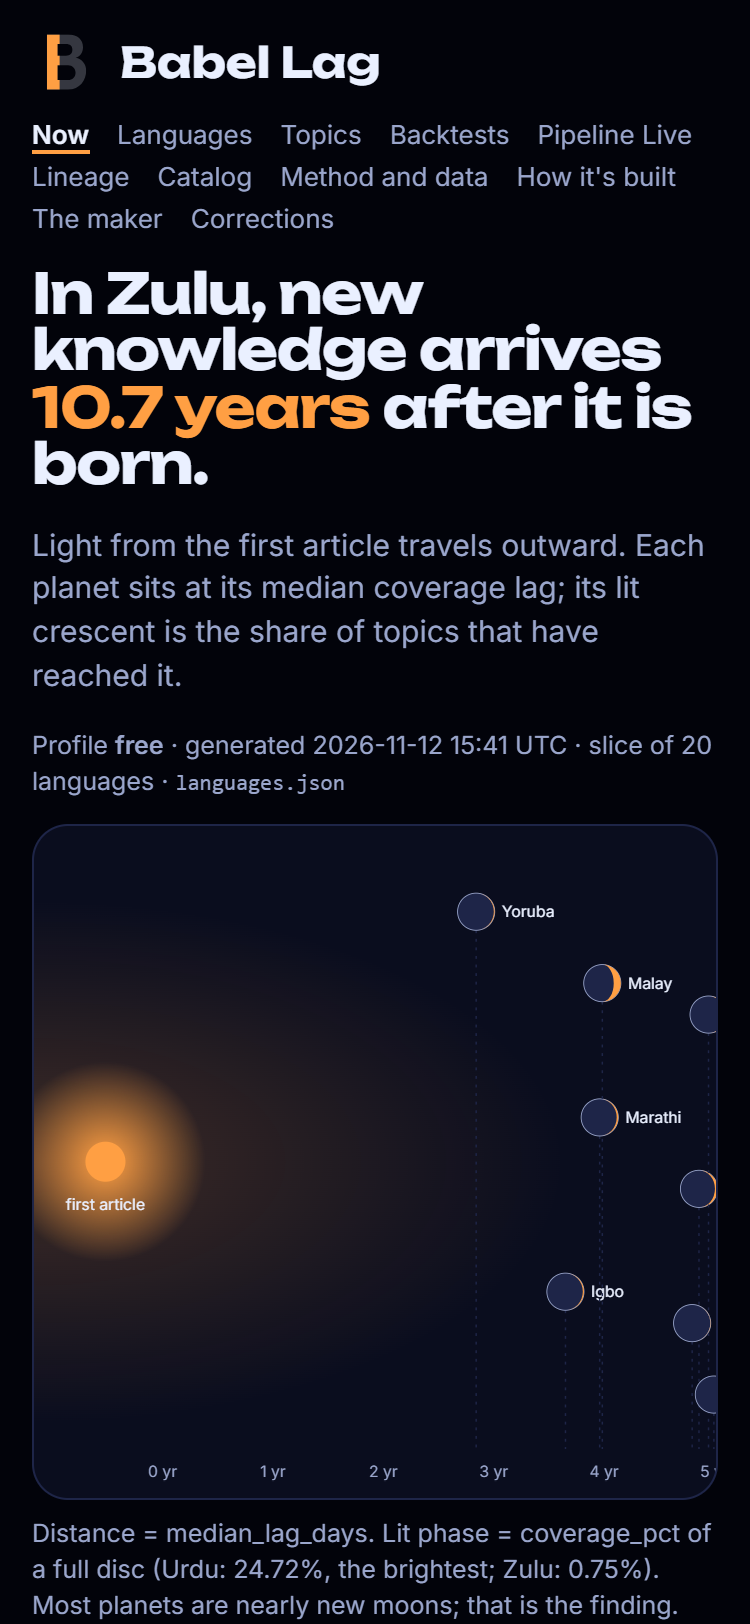 B
Babel Lag
Now Languages Topics Backtests Pipeline Live
Lineage Catalog Method and data How it's built
The maker Corrections
In Zulu, new
knowledge arrives
10.7 years after it is
born.
Light from the first article travels outward. Each
planet sits at its median coverage lag; its lit
crescent is the share of topics that have
reached it.
Profile free · generated 2026-11-12 15:41 UTC · slice of 20
languages · languages.json
Yoruba
Malay
Marathi
first article
Igbo
0 yr 1 yr 2 yr 3 yr 4 yr 5
Distance = median_lag_days. Lit phase = coverage_pct of
a full disc (Urdu: 24.72%, the brightest; Zulu: 0.75%).
Most planets are nearly new moons; that is the finding.